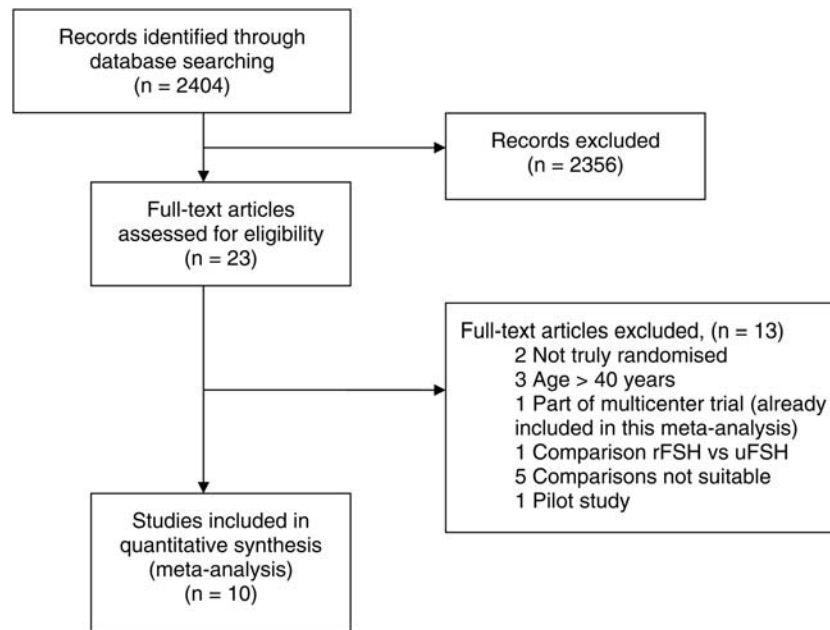 Records identified through
database searching
(n = 2404)
Records excluded
(n = 2356)
Full-text articles
assessed for eligibility
(n = 23)
Full-text articles excluded, (n = 13)
2 Not truly randomised
3 Age > 40 years
1 Part of multicenter trial (already
included in this meta-analysis)
1 Comparison rFSH vs uFSH
5 Comparisons not suitable
1 Pilot study
Studies included in
quantitative synthesis
(meta-analysis)
(n = 10)